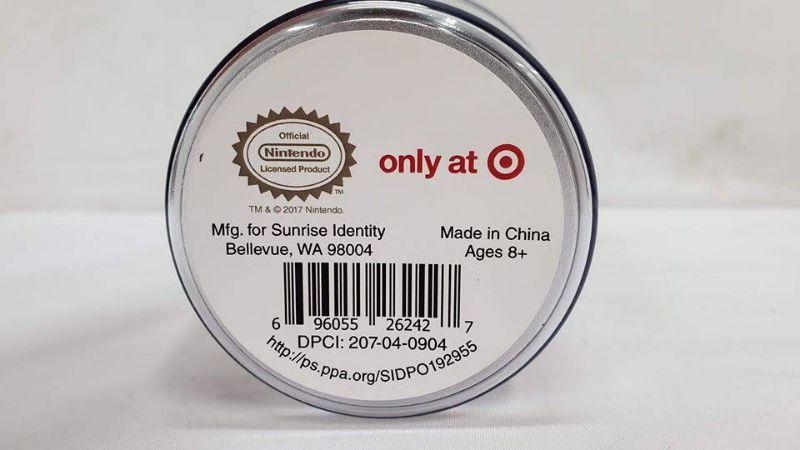 Official
Nintendo
Licensed Product
TM
TM & © 2017 Nintendo.
only at
Mfg. for Sunrise Identity
Bellevue, WA 98004
Made in China
Ages 8+
6 96055 26242 7
DPCI: 207-04-0904
http://ps.ppa.org/SIDPO192955